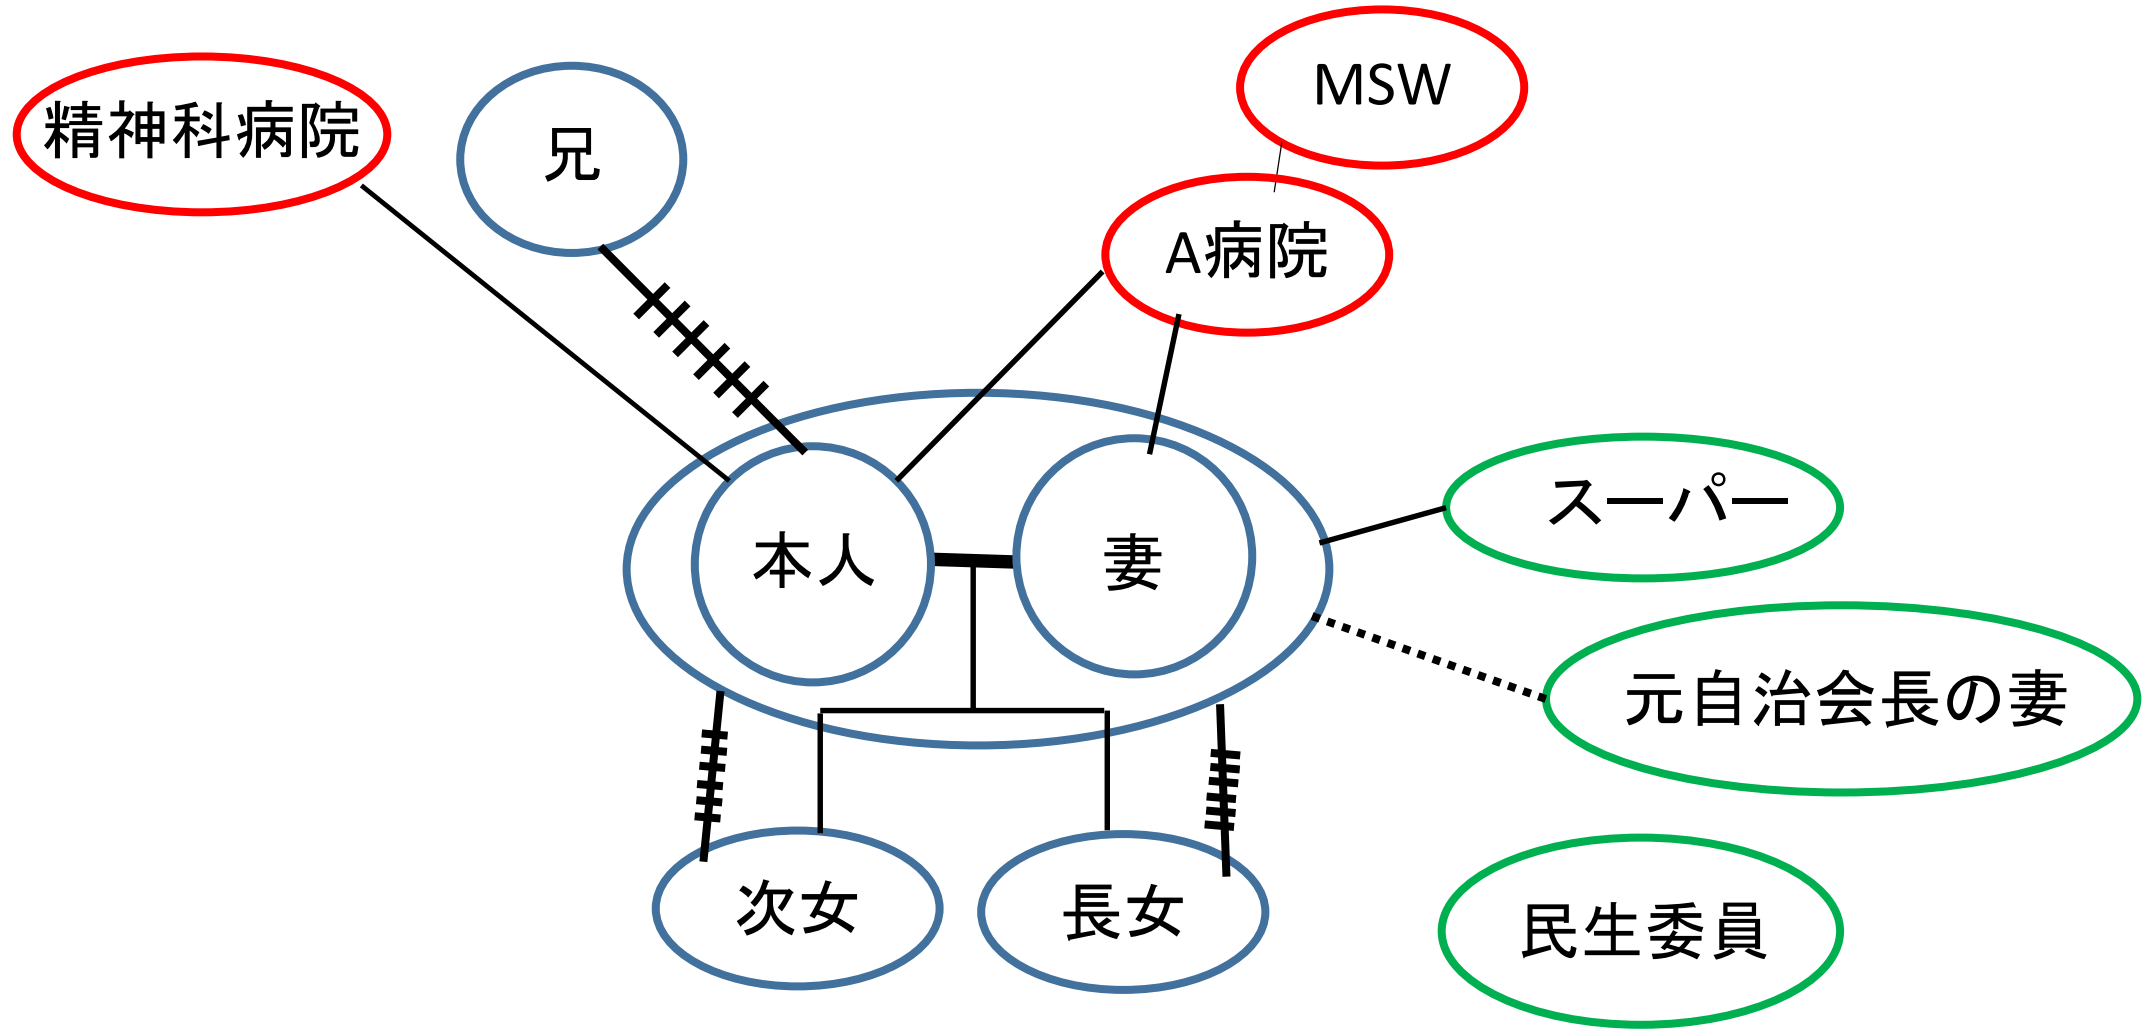 MSW
精神科病院
兄
A病院
スーパー
本人
妻
元自治会長の妻
次女
長女
民生委員